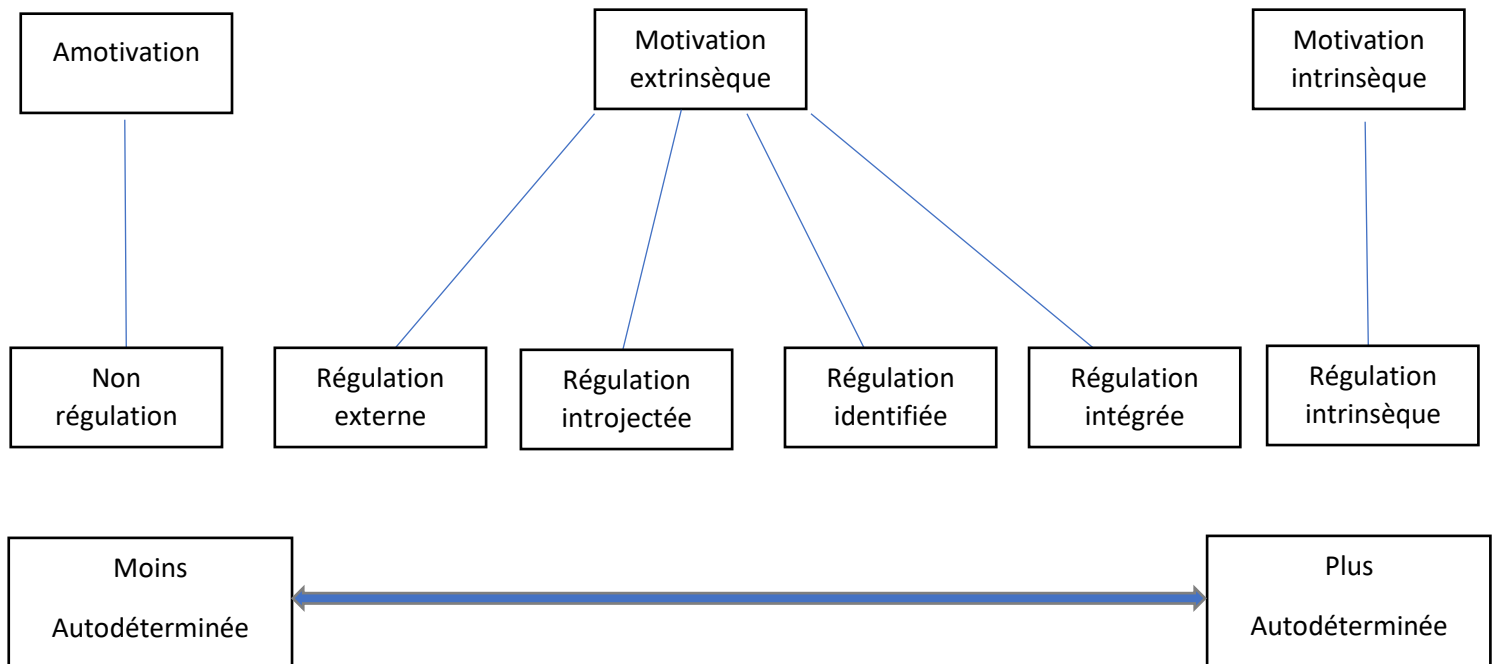 Amotivation
Motivation
extrinsèque
Motivation
intrinsèque
Non
régulation
Régulation
externe
Régulation
introjectée
Régulation
identifiée
Régulation
intégrée
Régulation
intrinsèque
Moins
Autodéterminée
Plus
Autodéterminée